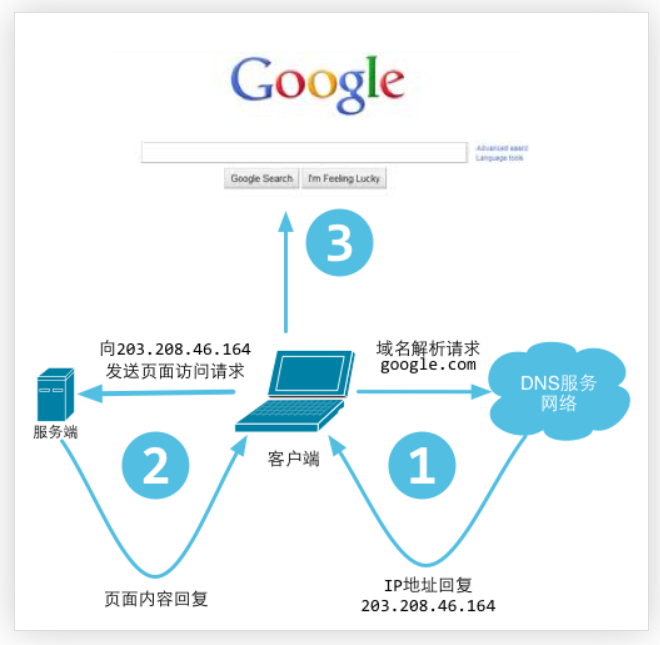 Google
Advanced search
Language tools
Google Search
I'm Feeling Lucky
3
向203.208.46.164
发送页面访问请求
域名解析请求
google.com
DNS服务
网络
服务端
客户端
2
1
页面内容回复
IP地址回复
203.208.46.164